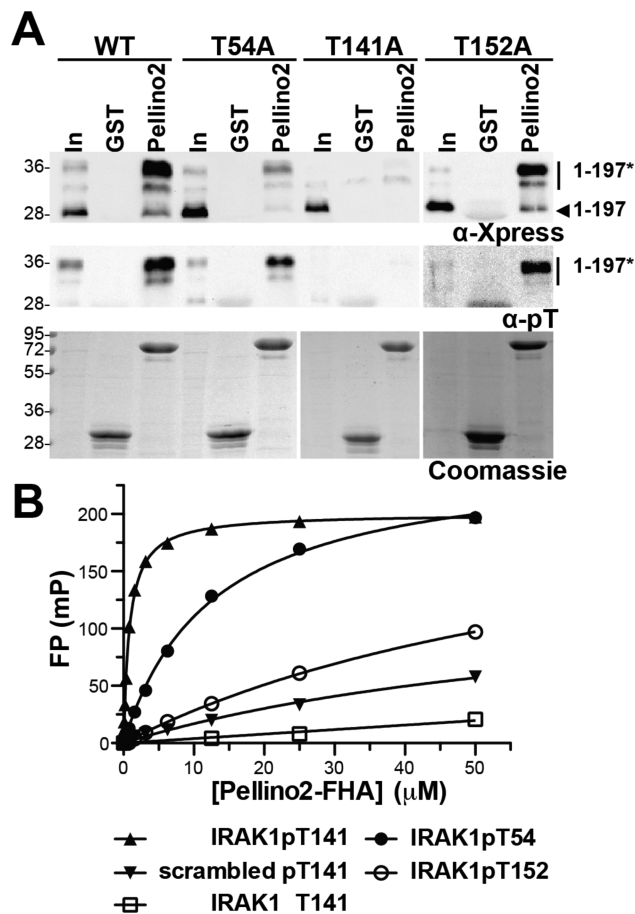 A
WT T54A T141A T152A
In GST Pellino2 In GST Pellino2 In GST Pellino2 In GST Pellino2
36- 1-197*
28- 1-197
α-Xpress
36- 1-197*
28-
α-pT
95-
72-
55-
36-
28-
Coomassie
B
200
150
100
50
0
FP (mP)
0 10 20 30 40 50
[Pellino2-FHA] (μM)
IRAK1pT141 IRAK1pT54
scrambled pT141 IRAK1pT152
IRAK1 T141